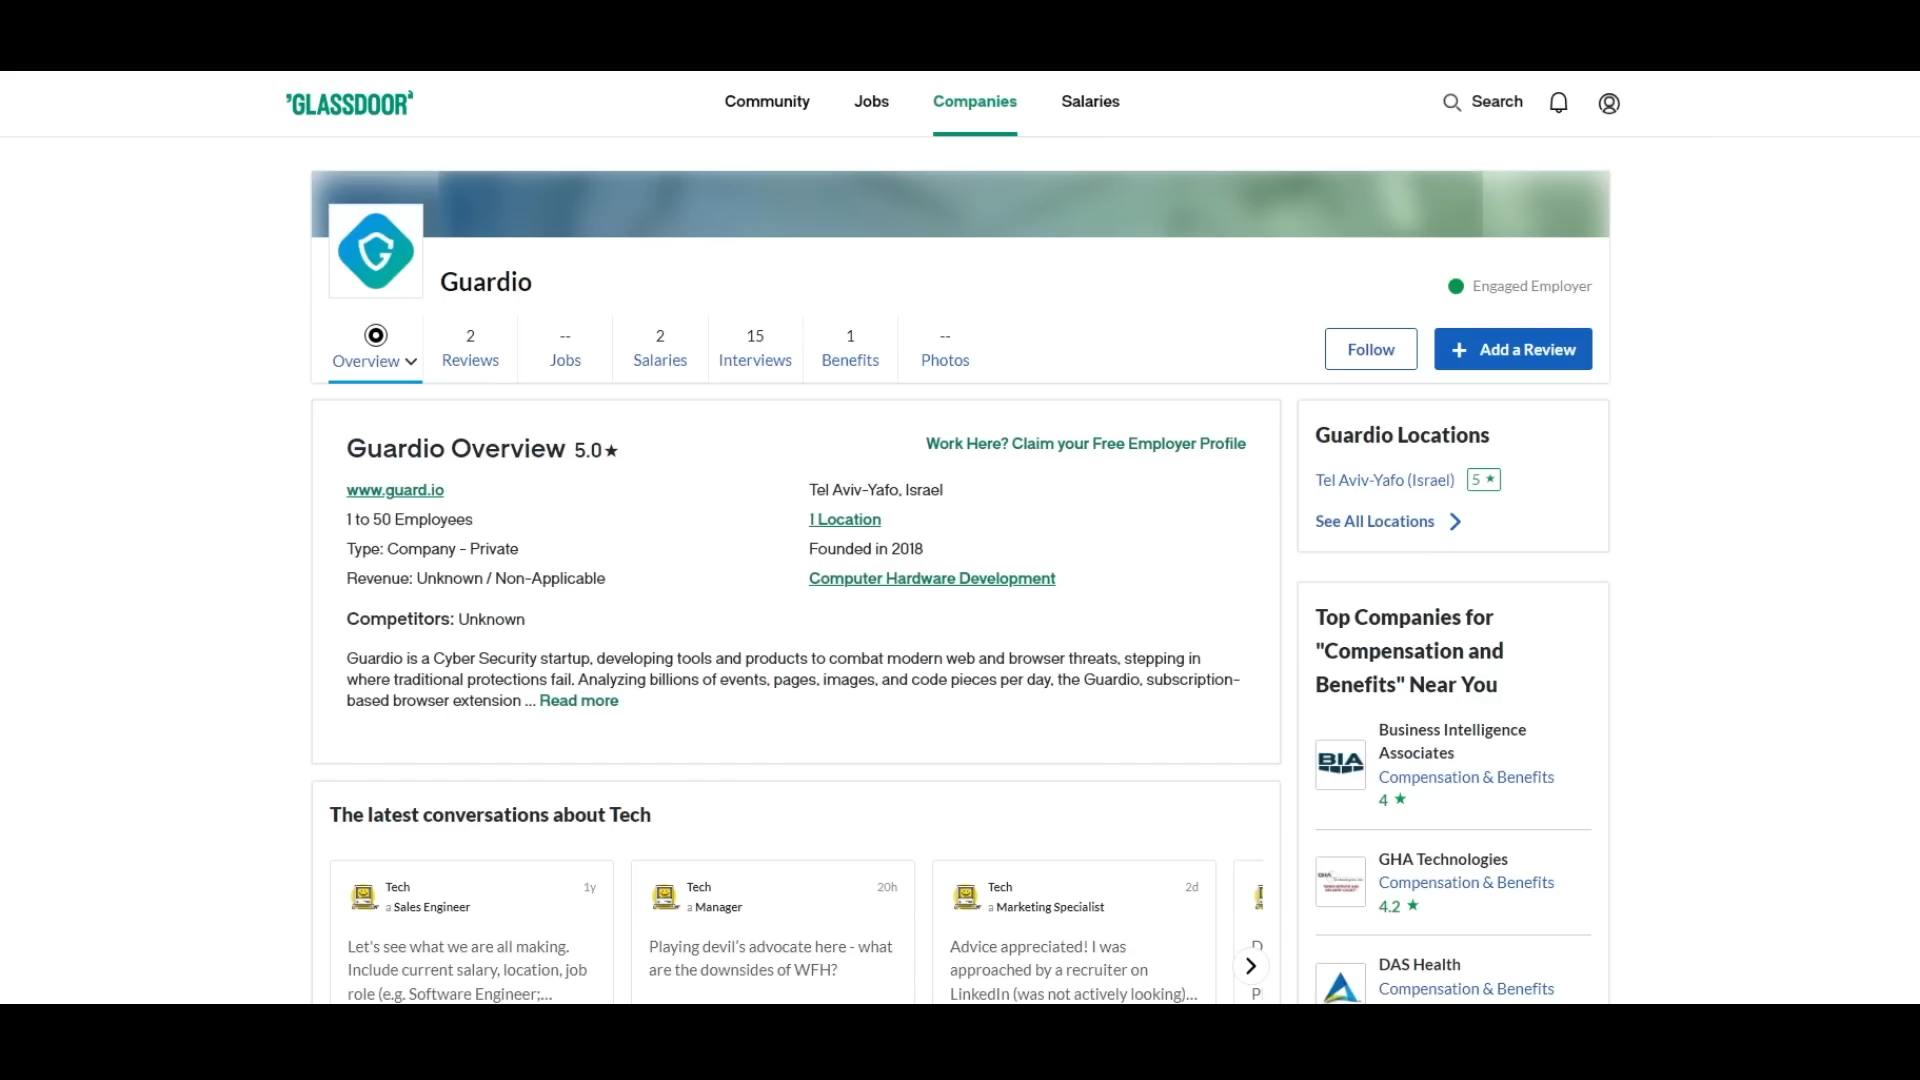 GLASSDOOR
Community
Jobs
Companies
Salaries
Search
Guardio
Engaged Employer
Overview
2
Reviews
--
Jobs
2
Salaries
15
Interviews
1
Benefits
--
Photos
Follow
+ Add a Review
Guardio Overview 5.0★
Work Here? Claim your Free Employer Profile
www.guard.io
Tel Aviv-Yafo, Israel
1 to 50 Employees
1 Location
Type: Company - Private
Founded in 2018
Revenue: Unknown / Non-Applicable
Computer Hardware Development
Competitors: Unknown
Guardio is a Cyber Security startup, developing tools and products to combat modern web and browser threats, stepping in
where traditional protections fail. Analyzing billions of events, pages, images, and code pieces per day, the Guardio, subscription-
based browser extension ... Read more
The latest conversations about Tech
Tech
1y
a Sales Engineer
Let's see what we are all making.
Include current salary, location, job
role (e.g. Software Engineer;...
Tech
20h
a Manager
Playing devil's advocate here - what
are the downsides of WFH?
Tech
2d
a Marketing Specialist
Advice appreciated! I was
approached by a recruiter on
LinkedIn (was not actively looking)...
Guardio Locations
Tel Aviv-Yafo (Israel) 5 ★
See All Locations
Top Companies for
"Compensation and
Benefits" Near You
BIA
Business Intelligence
Associates
Compensation & Benefits
4 ★
GHA Technologies
Compensation & Benefits
4.2 ★
DAS Health
Compensation & Benefits